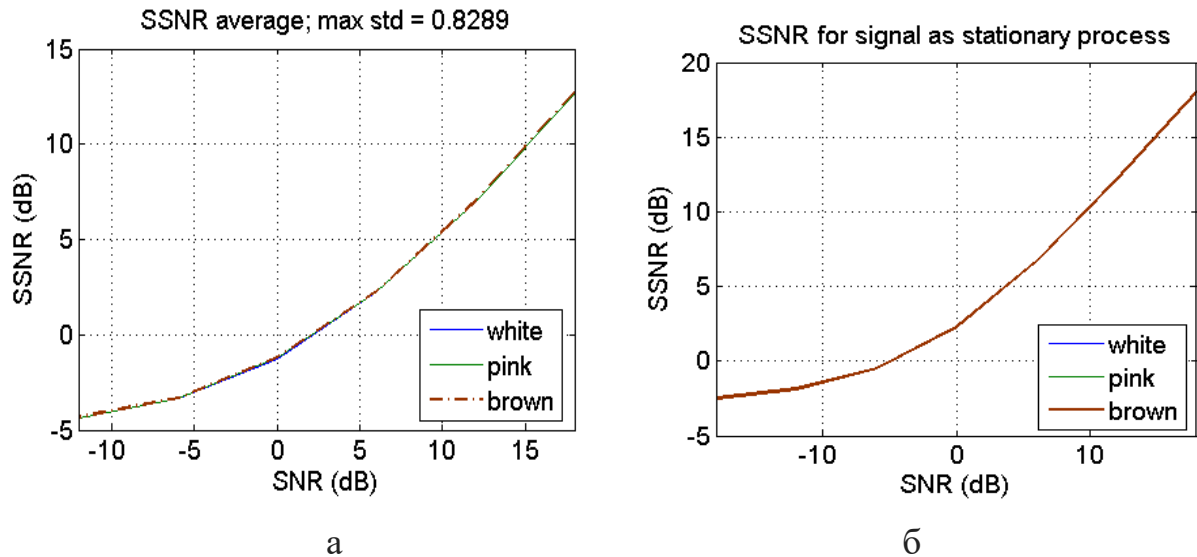 SSNR average; max std = 0.8289
SSNR (dB)
15
10
5
0
-5
-10
-5
0
5
10
15
SNR (dB)
white
pink
brown
а
SSNR for signal as stationary process
SSNR (dB)
20
15
10
5
0
-5
-10
0
10
SNR (dB)
white
pink
brown
б